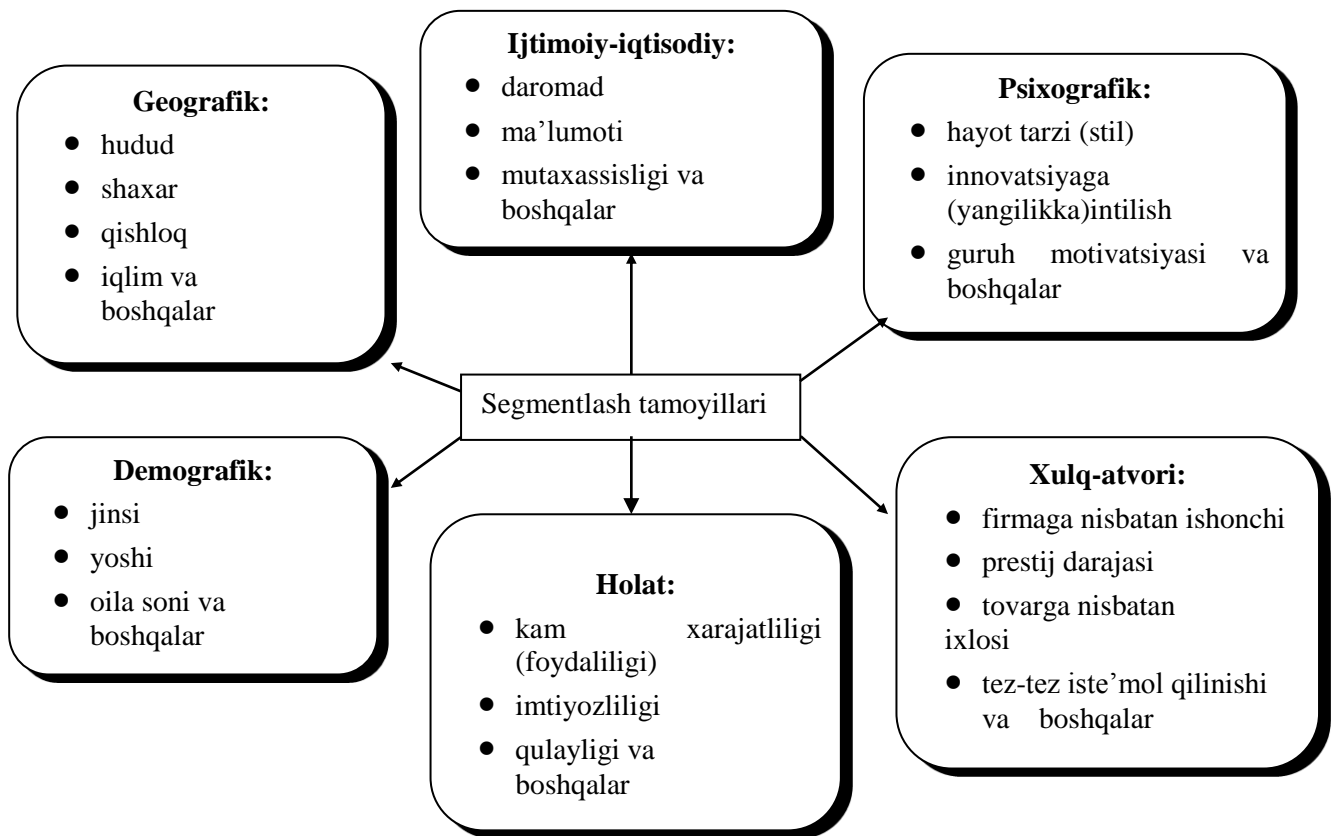 Geografik:
● hudud
● shaxar
● qishloq
● iqlim va
boshqalar
Ijtimoiy-iqtisodiy:
● daromad
● ma’lumoti
● mutaxassisligi va
boshqalar
Psixografik:
● hayot tarzi (stil)
● innovatsiyaga
(yangilikka)intilish
● guruh motivatsiyasi va
boshqalar
Segmentlash tamoyillari
Demografik:
● jinsi
● yoshi
● oila soni va
boshqalar
Holat:
● kam xarajatliligi
(foydaliligi)
● imtiyozliligi
● qulayligi va
boshqalar
Xulq-atvori:
● firmaga nisbatan ishonchi
● prestij darajasi
● tovarga nisbatan
ixlosi
● tez-tez iste’mol qilinishi
va boshqalar